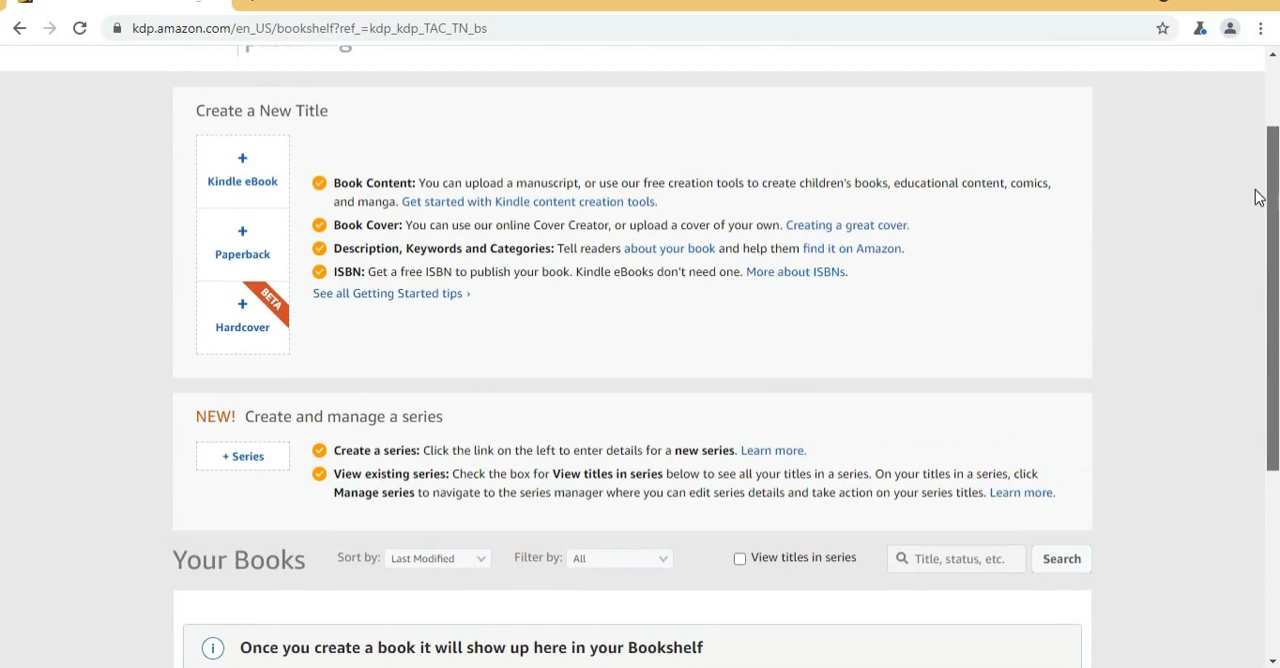 kdp.amazon.com/en_US/bookshelf?ref_=kdp_kdp_TAC_TN_bs
Create a New Title
+
Kindle eBook
+
Paperback
BETA
+
Hardcover
Book Content: You can upload a manuscript, or use our free creation tools to create children's books, educational content, comics,
and manga. Get started with Kindle content creation tools.
Book Cover: You can use our online Cover Creator, or upload a cover of your own. Creating a great cover.
Description, Keywords and Categories: Tell readers about your book and help them find it on Amazon.
ISBN: Get a free ISBN to publish your book. Kindle eBooks don't need one. More about ISBNs.
See all Getting Started tips ›
NEW! Create and manage a series
+ Series
Create a series: Click the link on the left to enter details for a new series. Learn more.
View existing series: Check the box for View titles in series below to see all your titles in a series. On your titles in a series, click
Manage series to navigate to the series manager where you can edit series details and take action on your series titles. Learn more.
Your Books Sort by: Last Modified Filter by: All View titles in series Title, status, etc. Search
Once you create a book it will show up here in your Bookshelf